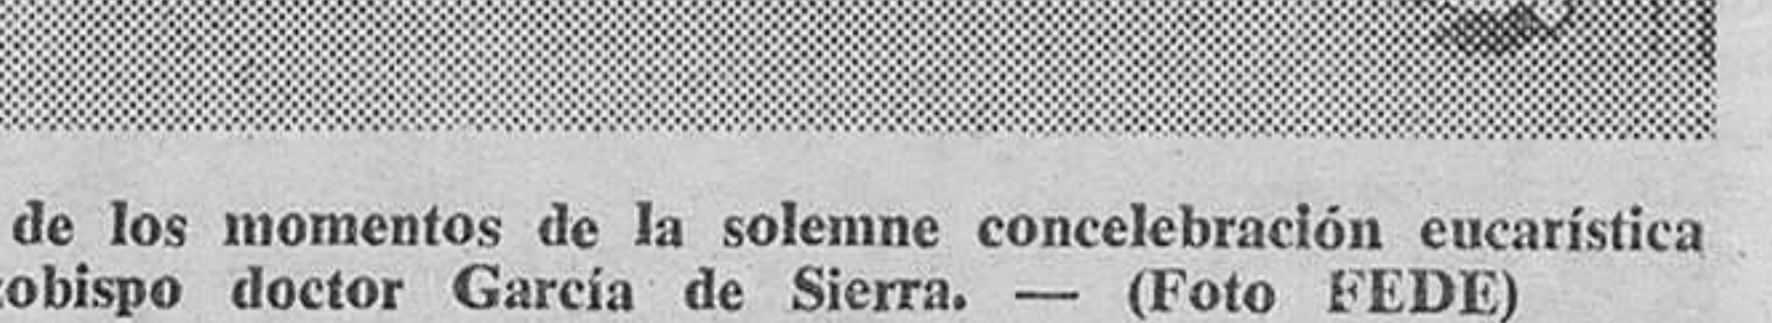 de los momentos de la solemne concelebración eucarística
obispo doctor García de Sierra. — (Foto FEDE)